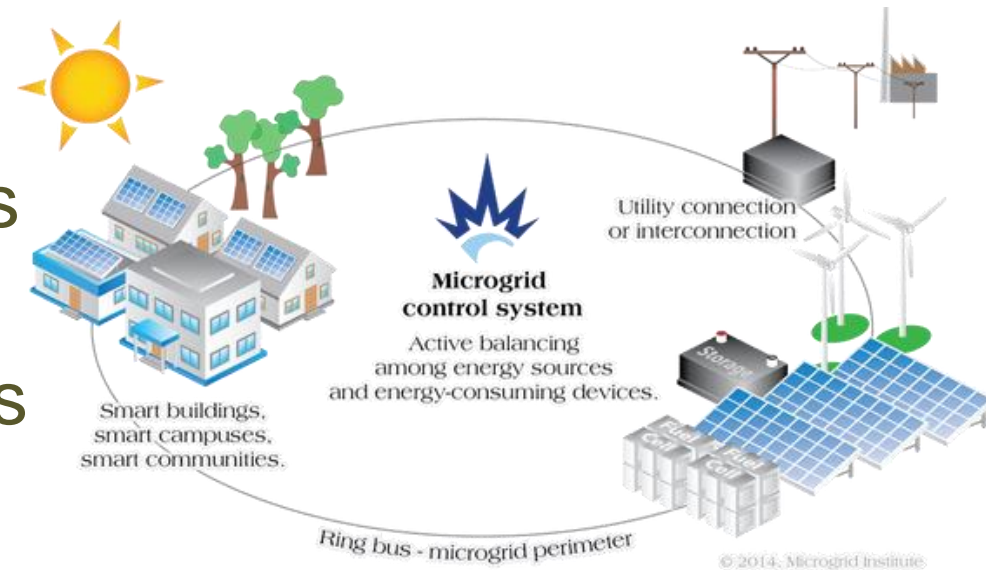 s
s
Utility connection
or interconnection
Microgrid
control system
Active balancing
among energy sources
and energy-consuming devices.
Storage
Smart buildings,
smart campuses,
smart communities.
Fuel
Cell
Fuel
Cell
Ring bus - microgrid perimeter
© 2014, Microgrid Institute